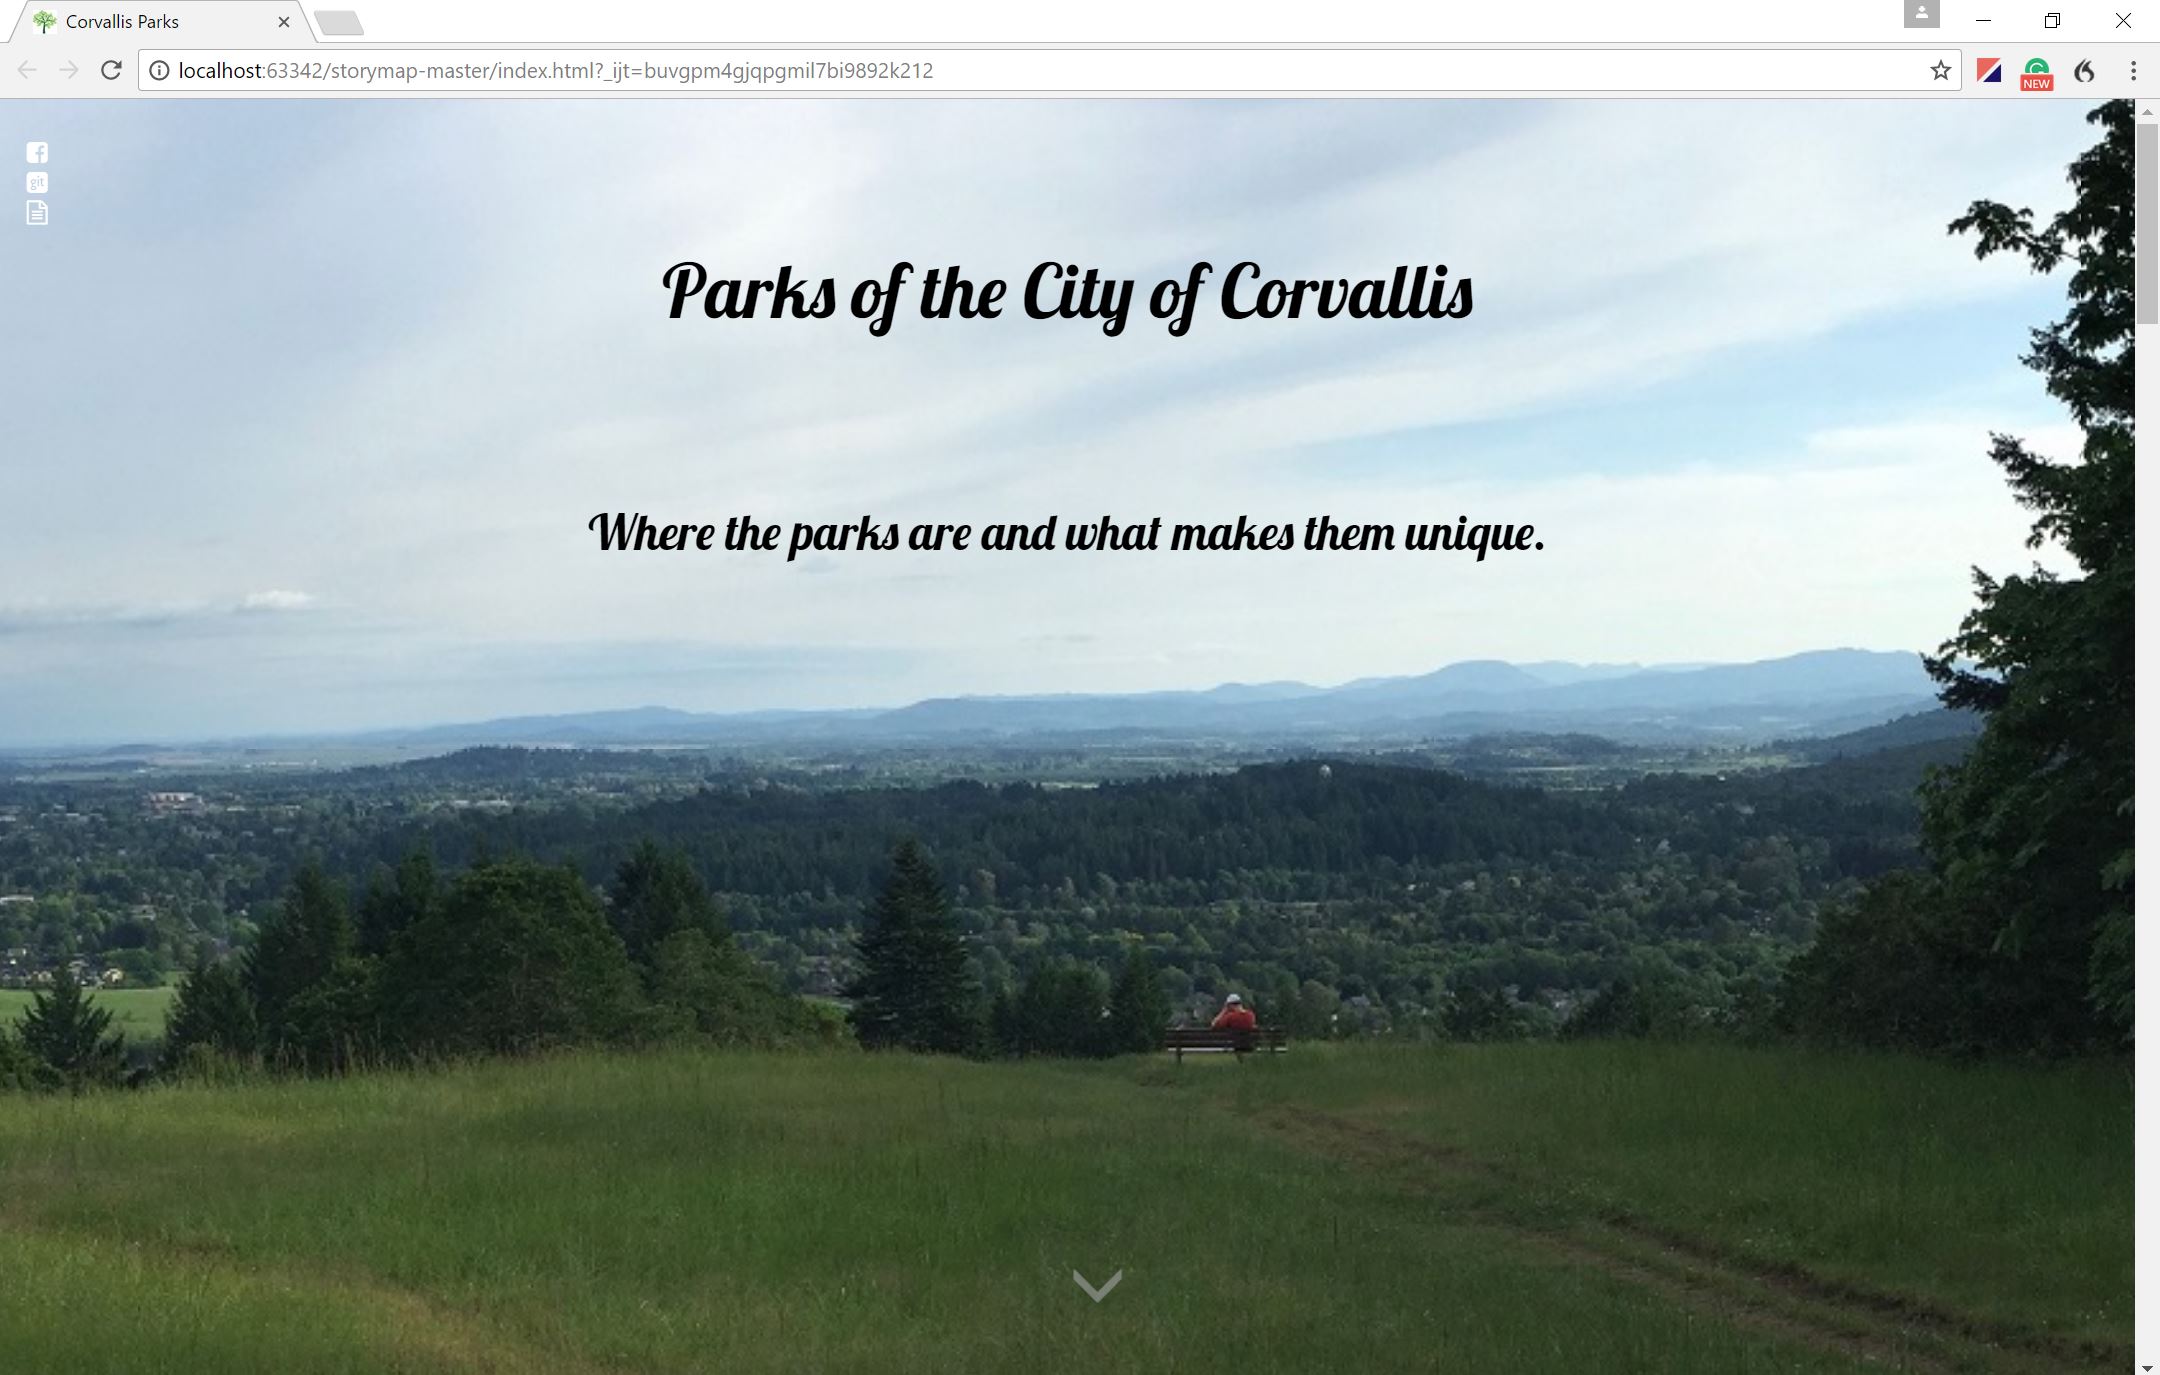 Corvallis Parks
localhost:63342/storymap-master/index.html?_ijt=buvgpm4gjqpgmil7bi9892k212
NEW
git
Parks of the City of Corvallis
Where the parks are and what makes them unique.